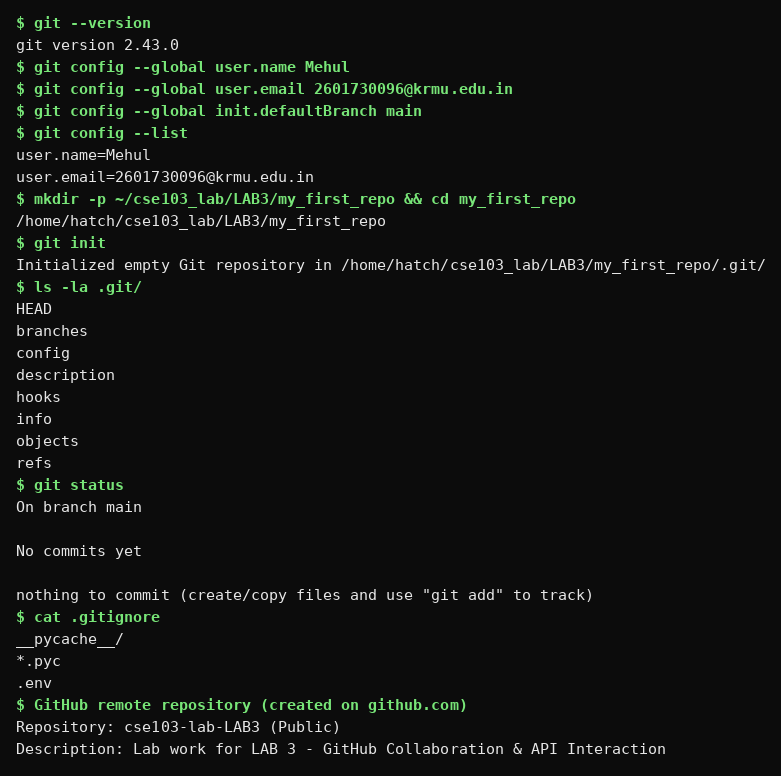 $ git --version
git version 2.43.0
$ git config --global user.name Mehul
$ git config --global user.email 2601730096@krmu.edu.in
$ git config --global init.defaultBranch main
$ git config --list
user.name=Mehul
user.email=2601730096@krmu.edu.in
$ mkdir -p ~/cse103_lab/LAB3/my_first_repo && cd my_first_repo
/home/hatch/cse103_lab/LAB3/my_first_repo
$ git init
Initialized empty Git repository in /home/hatch/cse103_lab/LAB3/my_first_repo/.git/
$ ls -la .git/
HEAD
branches
config
description
hooks
info
objects
refs
$ git status
On branch main

No commits yet

nothing to commit (create/copy files and use "git add" to track)
$ cat .gitignore
__pycache__/
*.pyc
.env
$ GitHub remote repository (created on github.com)
Repository: cse103-lab-LAB3 (Public)
Description: Lab work for LAB 3 - GitHub Collaboration & API Interaction